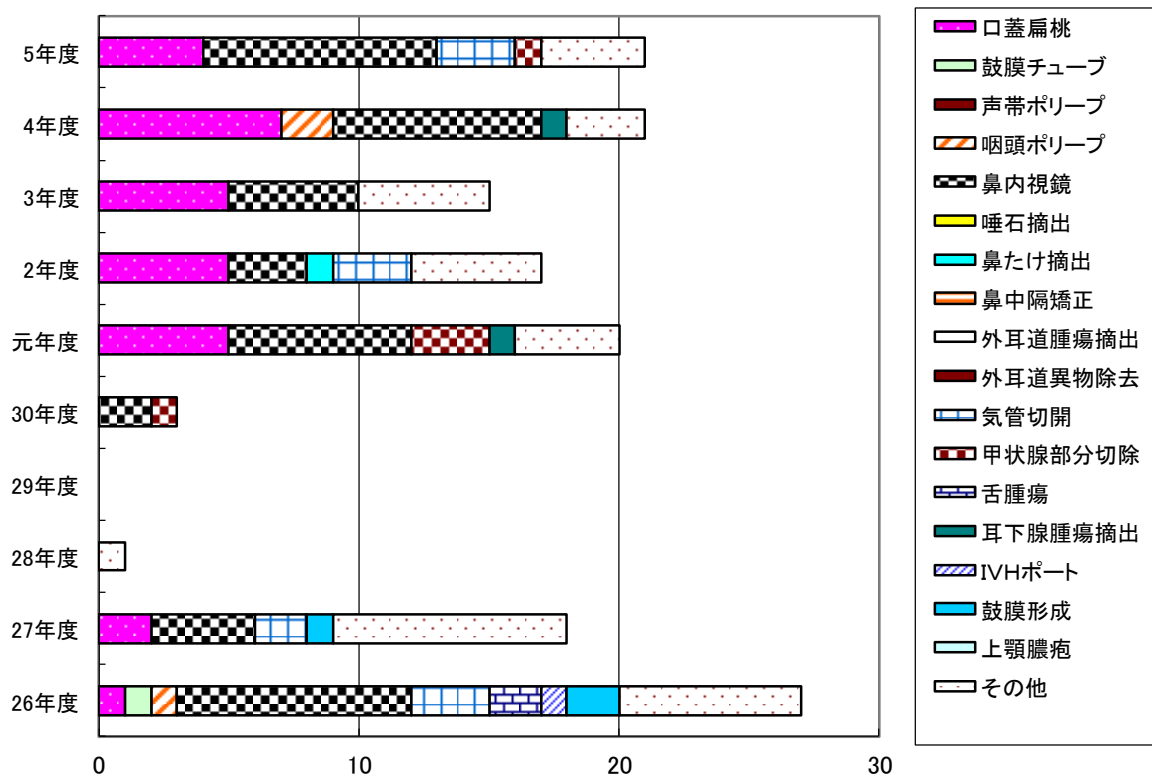 5年度
4年度
3年度
2年度
元年度
30年度
29年度
28年度
27年度
26年度
0
10
20
30
口蓋扁桃
鼓膜チューブ
声帯ポリープ
咽頭ポリープ
鼻内視鏡
唾石摘出
鼻たけ摘出
鼻中隔矯正
外耳道腫瘍摘出
外耳道異物除去
気管切開
甲状腺部分切除
舌腫瘍
耳下腺腫瘍摘出
IVHポート
鼓膜形成
上顎膿疱
その他